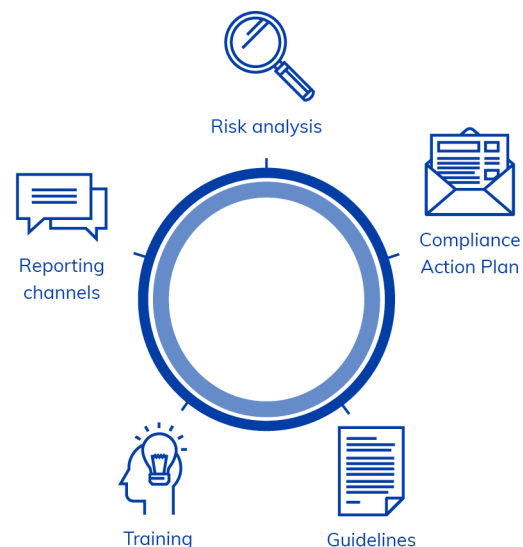 Risk analysis
Compliance
Action Plan
Guidelines
Training
Reporting
channels